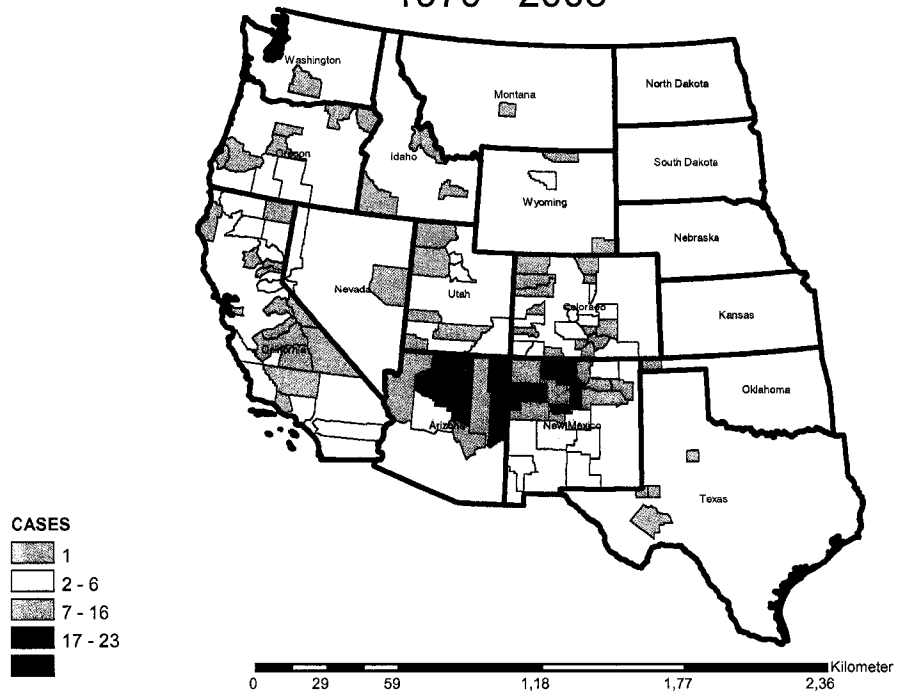 Washington
Montana
North Dakota
Oregon
Idaho
South Dakota
Wyoming
Nebraska
Nevada
Utah
Colorado
Kansas
California
Oklahoma
Arizona
New Mexico
Texas
CASES
1
2 - 6
7 - 16
17 - 23
Kilometer
0 29 59 1,18 1,77 2,36